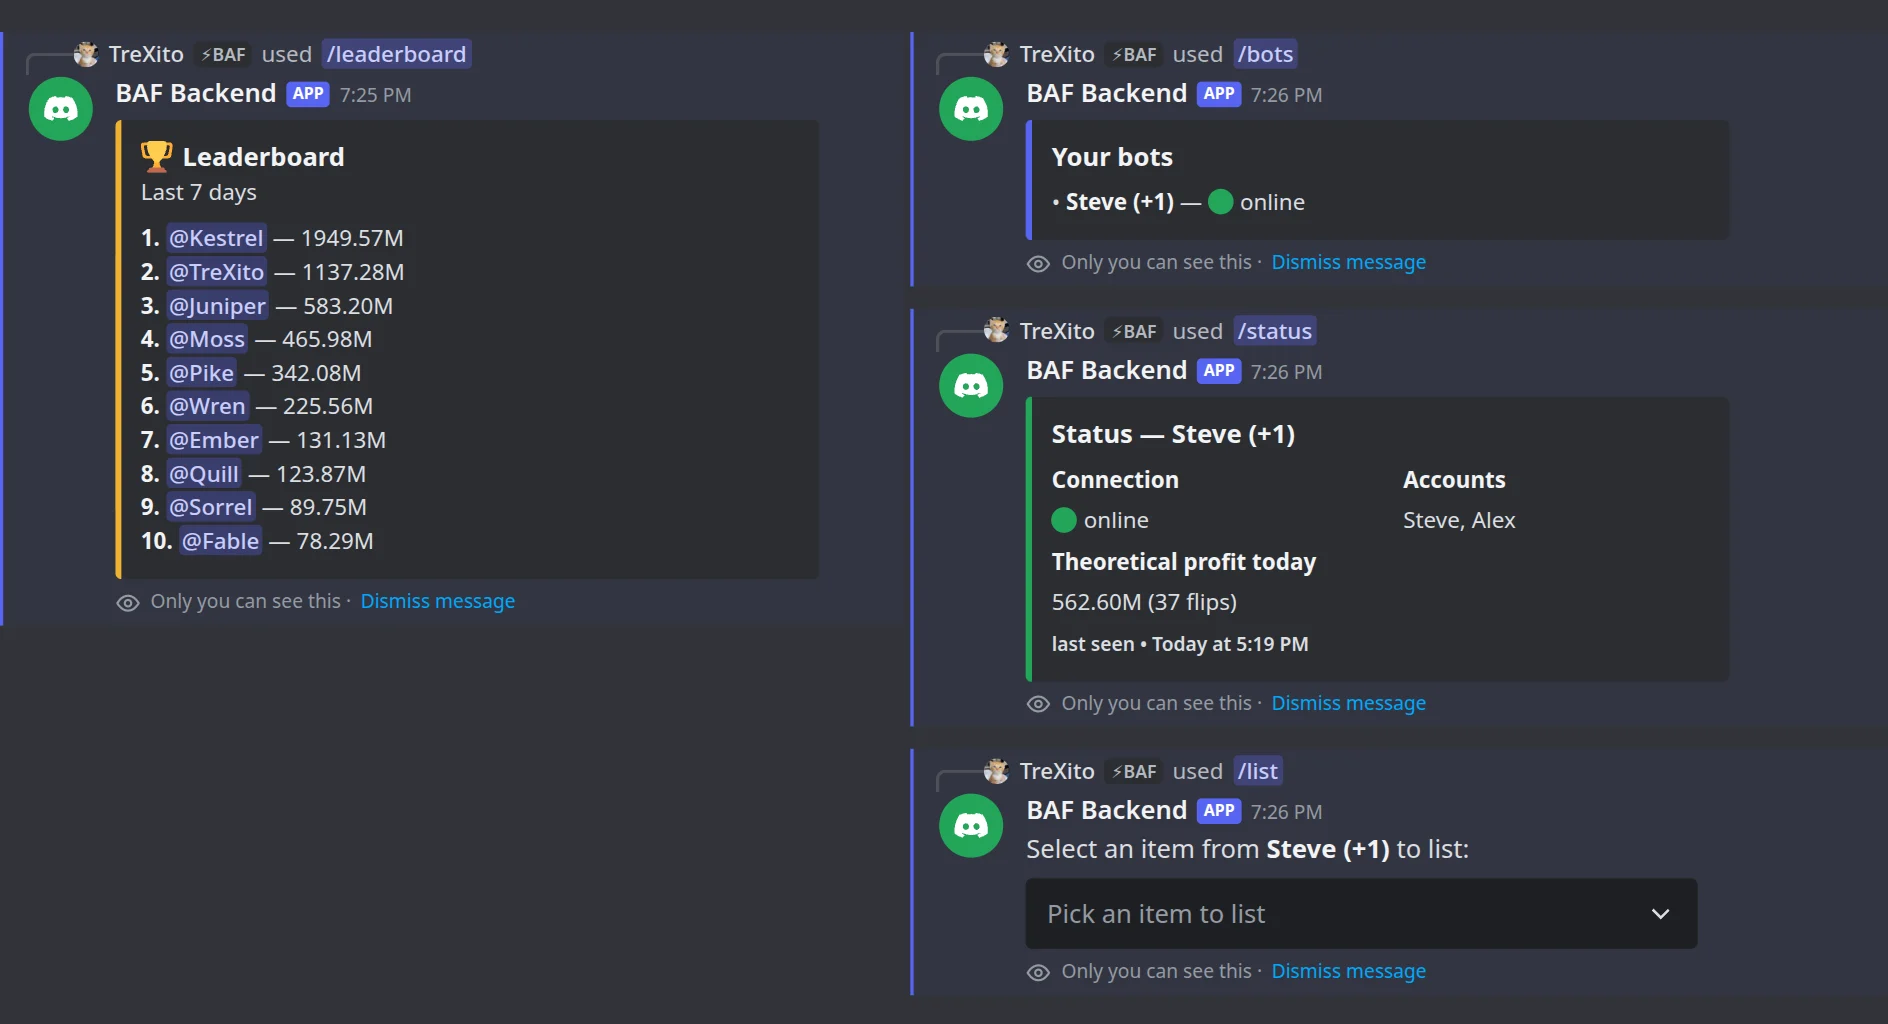 TreXito ⚡BAF used /leaderboard
BAF Backend APP 7:25 PM
🏆 Leaderboard
Last 7 days
1. @Kestrel — 1949.57M
2. @TreXito — 1137.28M
3. @Juniper — 583.20M
4. @Moss — 465.98M
5. @Pike — 342.08M
6. @Wren — 225.56M
7. @Ember — 131.13M
8. @Quill — 123.87M
9. @Sorrel — 89.75M
10. @Fable — 78.29M
Only you can see this · Dismiss message
TreXito ⚡BAF used /bots
BAF Backend APP 7:26 PM
Your bots
• Steve (+1) — 🟢 online
Only you can see this · Dismiss message
TreXito ⚡BAF used /status
BAF Backend APP 7:26 PM
Status — Steve (+1)
Connection Accounts
🟢 online Steve, Alex
Theoretical profit today
562.60M (37 flips)
last seen • Today at 5:19 PM
Only you can see this · Dismiss message
TreXito ⚡BAF used /list
BAF Backend APP 7:26 PM
Select an item from Steve (+1) to list:
Pick an item to list
Only you can see this · Dismiss message